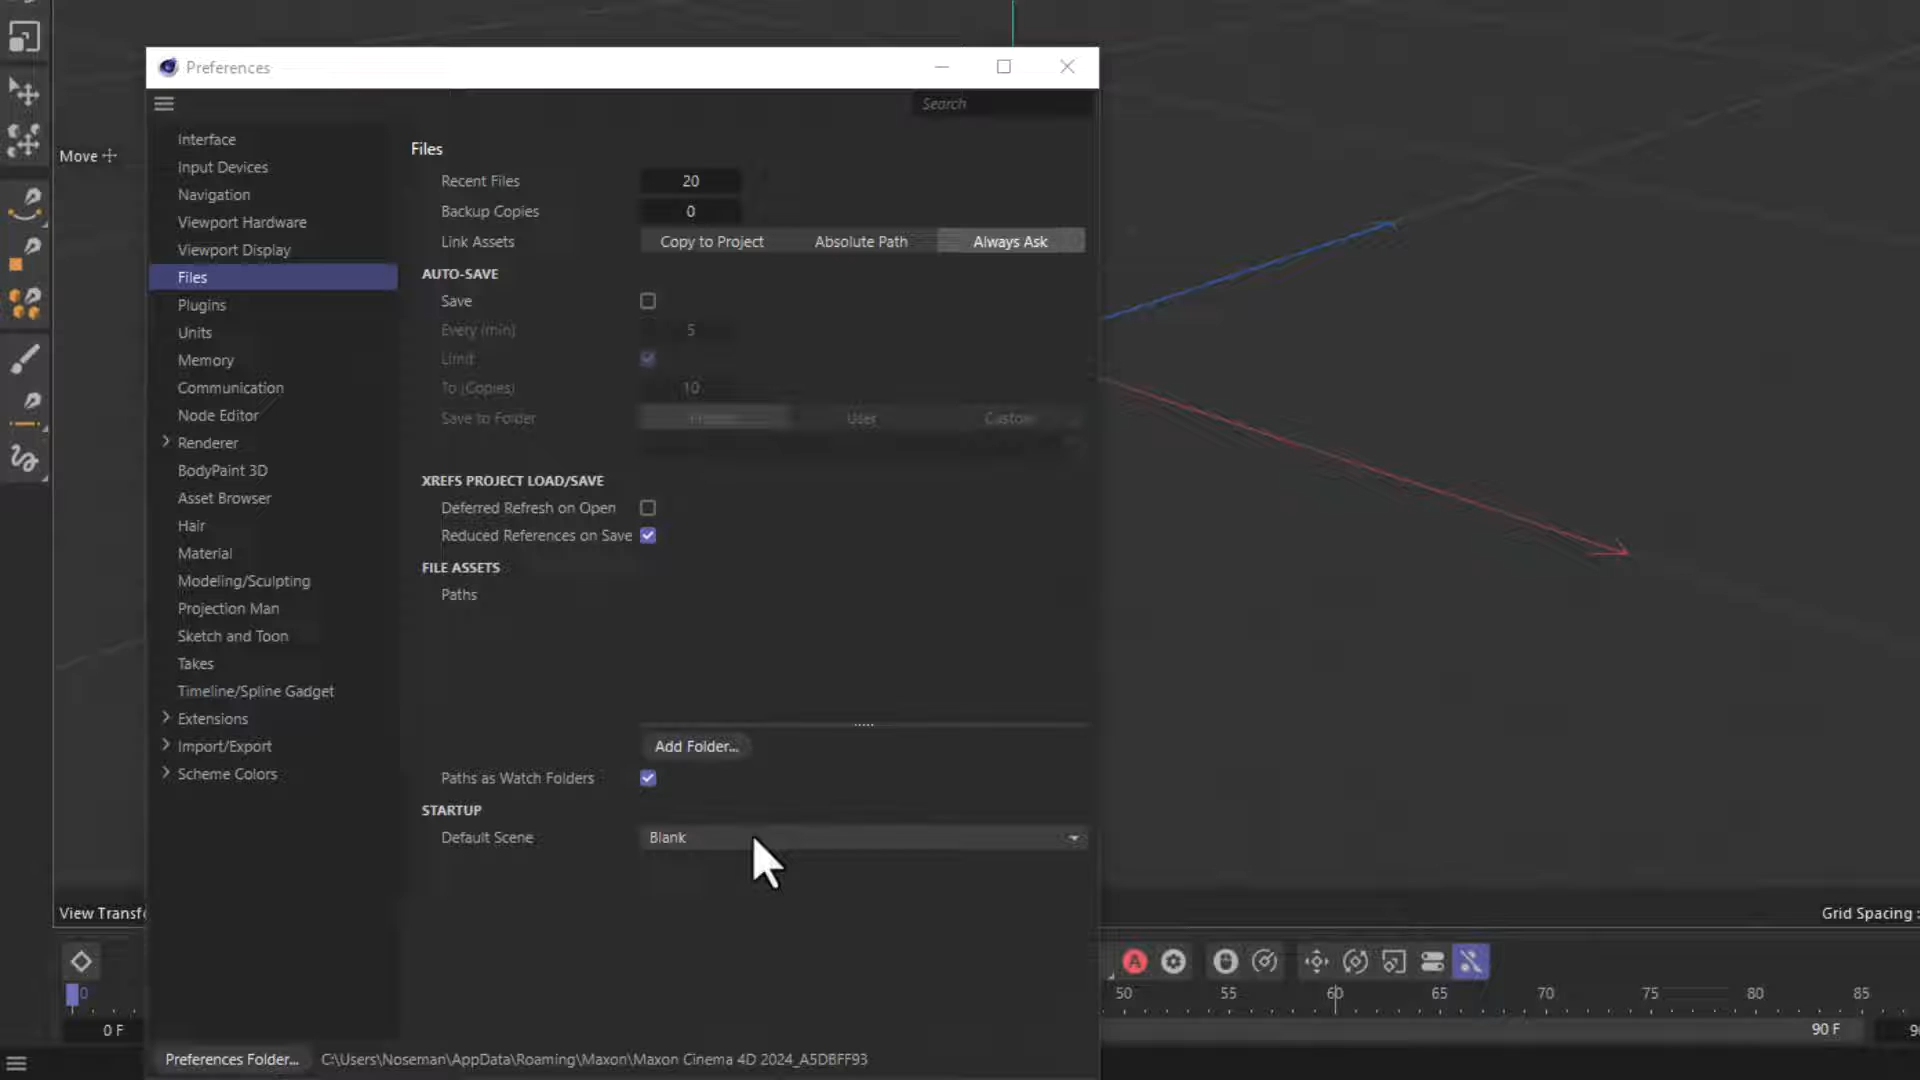 Preferences
Search
Move
Interface
Input Devices
Navigation
Viewport Hardware
Viewport Display
Files
Plugins
Units
Memory
Communication
Node Editor
Renderer
BodyPaint 3D
Asset Browser
Hair
Material
Modeling/Sculpting
Projection Man
Sketch and Toon
Takes
Timeline/Spline Gadget
Extensions
Import/Export
Scheme Colors
Files
Recent Files 20
Backup Copies 0
Link Assets Copy to Project Absolute Path Always Ask
AUTO-SAVE
Save
Every (min) 5
Limit
To (Copies) 10
Save to Folder User Custom
XREFS PROJECT LOAD/SAVE
Deferred Refresh on Open
Reduced References on Save
FILE ASSETS
Paths
Add Folder...
Paths as Watch Folders
STARTUP
Default Scene Blank
Preferences Folder... C:\Users\Noseman\AppData\Roaming\Maxon\Maxon Cinema 4D 2024_A5DBFF93
View Transf
Grid Spacing :
A
0 50 55 60 65 70 75 80 85
0 F 90 F